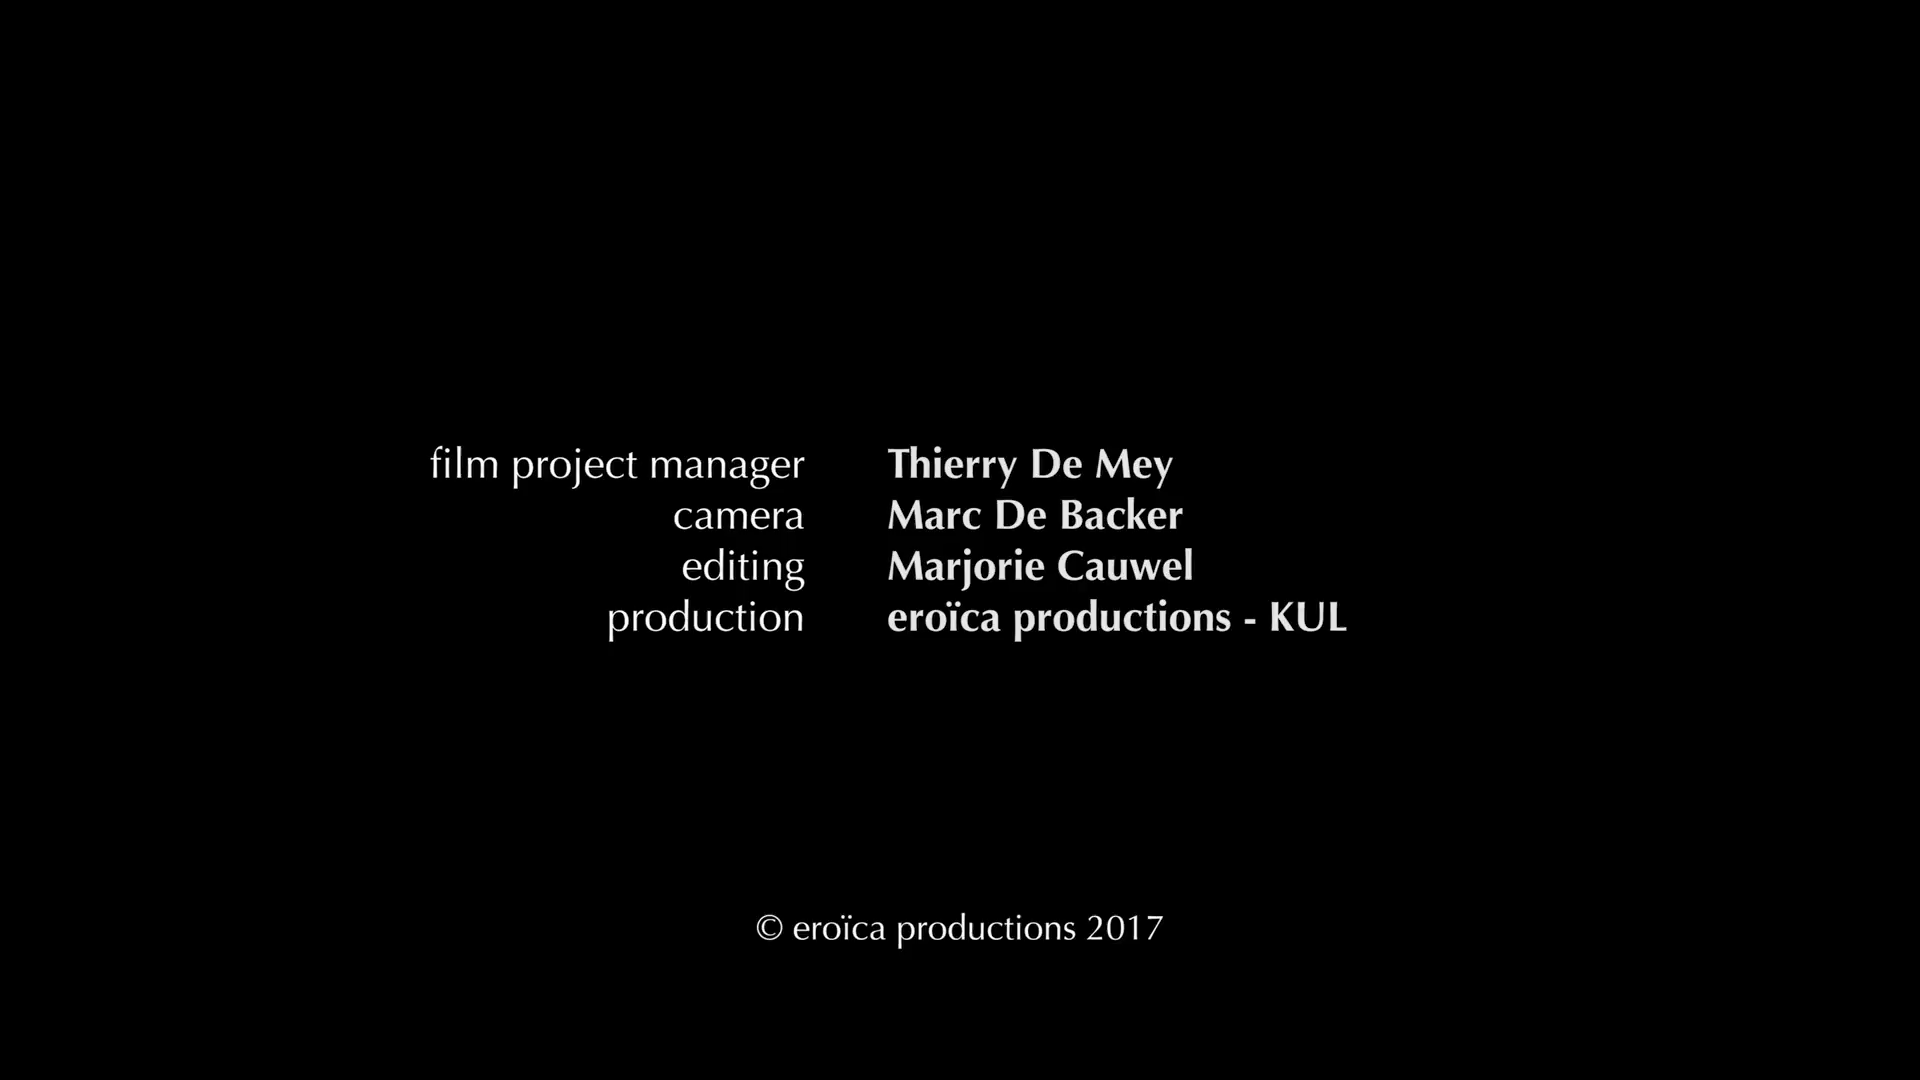 film project manager Thierry De Mey
camera Marc De Backer
editing Marjorie Cauwel
production eroïca productions - KUL
© eroïca productions 2017